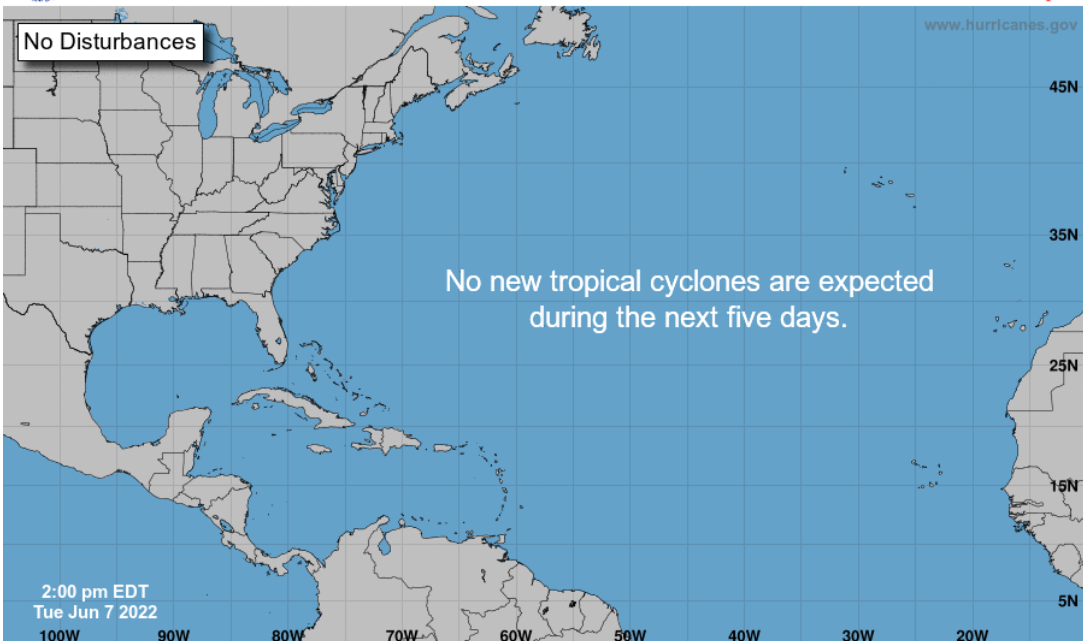 No Disturbances
www.hurricanes.gov
45N
35N
No new tropical cyclones are expected
during the next five days.
25N
15N
2:00 pm EDT
Tue Jun 7 2022
5N
100W 90W 80W 70W 60W 50W 40W 30W 20W